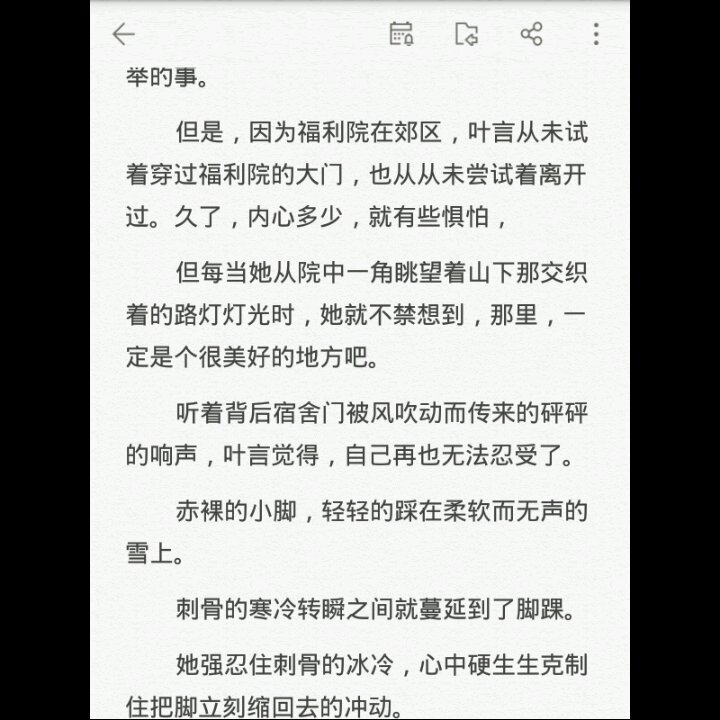 举的事。
但是，因为福利院在郊区，叶言从未试
着穿过福利院的大门，也从从未尝试着离开
过。久了，内心多少，就有些惧怕，
但每当她从院中一角眺望着山下那交织
着的路灯灯光时，她就不禁想到，那里，一
定是个很美好的地方吧。
听着背后宿舍门被风吹动而传来的砰砰
的响声，叶言觉得，自己再也无法忍受了。
赤裸的小脚，轻轻的踩在柔软而无声的
雪上。
刺骨的寒冷转瞬之间就蔓延到了脚踝。
她强忍住刺骨的冰冷，心中硬生生克制
住把脚立刻缩回去的冲动。